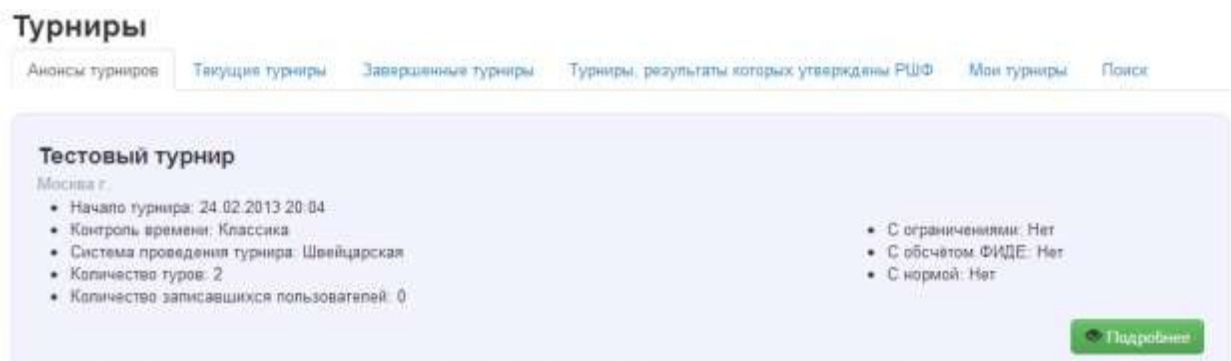 Турниры
Анонсы турниров Текущие турниры Завершенные турниры Турниры, результаты которых утверждены РШФ Мои турниры Поиск
Тестовый турнир
Москва г.
Начало турнира: 24.02.2013 20:04
Контроль времени: Классика
Система проведения турнира: Швейцарская
Количество туров: 2
Количество записавшихся пользователей: 0
С ограничениями: Нет
С обсчётом ФИДЕ: Нет
С нормой: Нет
Подробнее